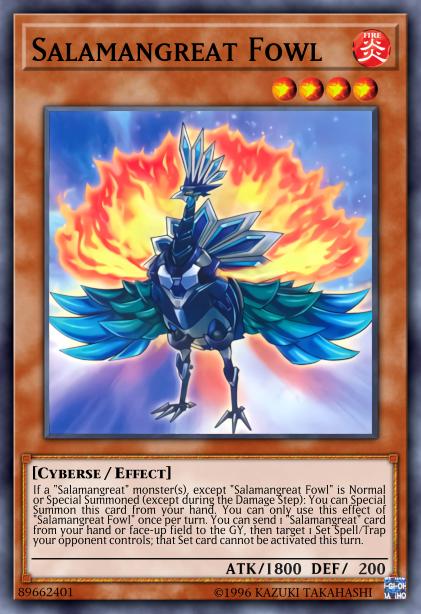 SALAMANGREAT FOWL
FIRE
炎
[CYBERSE / EFFECT]
If a "Salamangreat" monster(s), except "Salamangreat Fowl" is Normal
or Special Summoned (except during the Damage Step): You can Special
Summon this card from your hand. You can only use this effect of
"Salamangreat Fowl" once per turn. You can send 1 "Salamangreat" card
from your hand or face-up field to the GY, then target 1 Set Spell/Trap
your opponent controls; that Set card cannot be activated this turn.
ATK/1800 DEF/ 200
89662401
©1996 KAZUKI TAKAHASHI